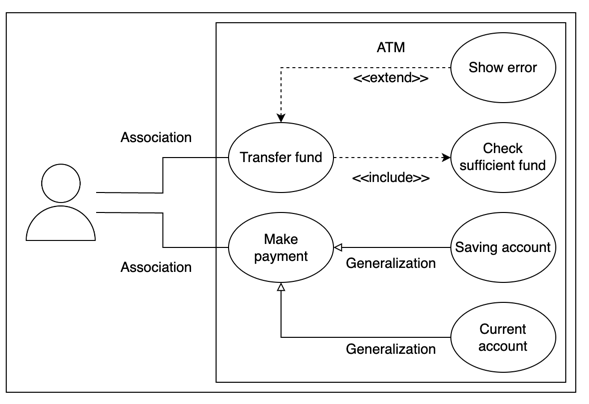 ATM
<<extend>>
Show error
Association
Transfer fund
<<include>>
Check
sufficient fund
Make
payment
Association
Generalization
Saving account
Generalization
Current
account